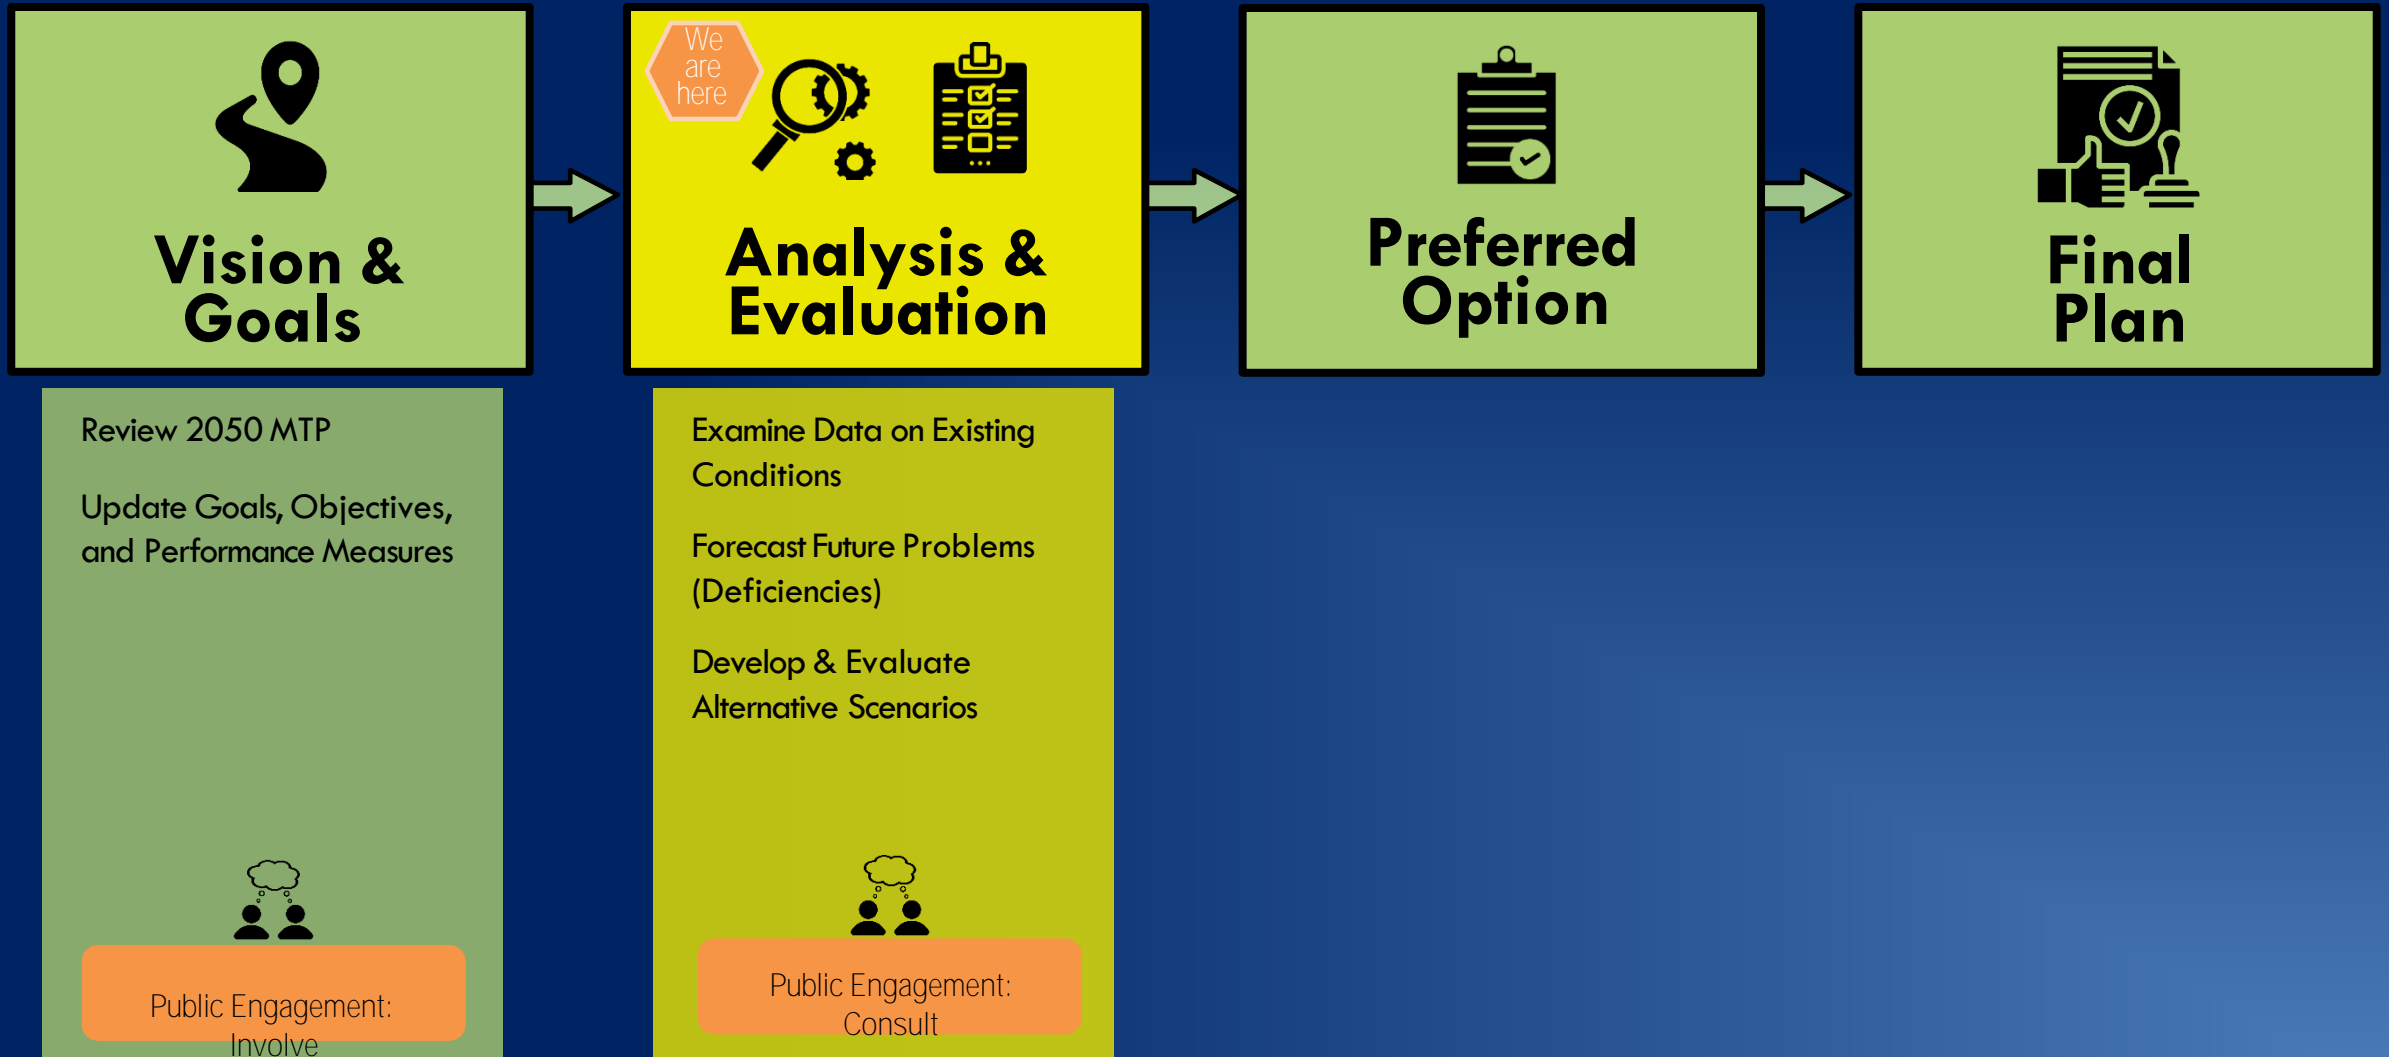 We
are
here
Vision &
Goals
Analysis &
Evaluation
Preferred
Option
Final
Plan
Review 2050 MTP
Update Goals, Objectives,
and Performance Measures
Public Engagement:
Involve
Examine Data on Existing
Conditions
Forecast Future Problems
(Deficiencies)
Develop & Evaluate
Alternative Scenarios
Public Engagement:
Consult